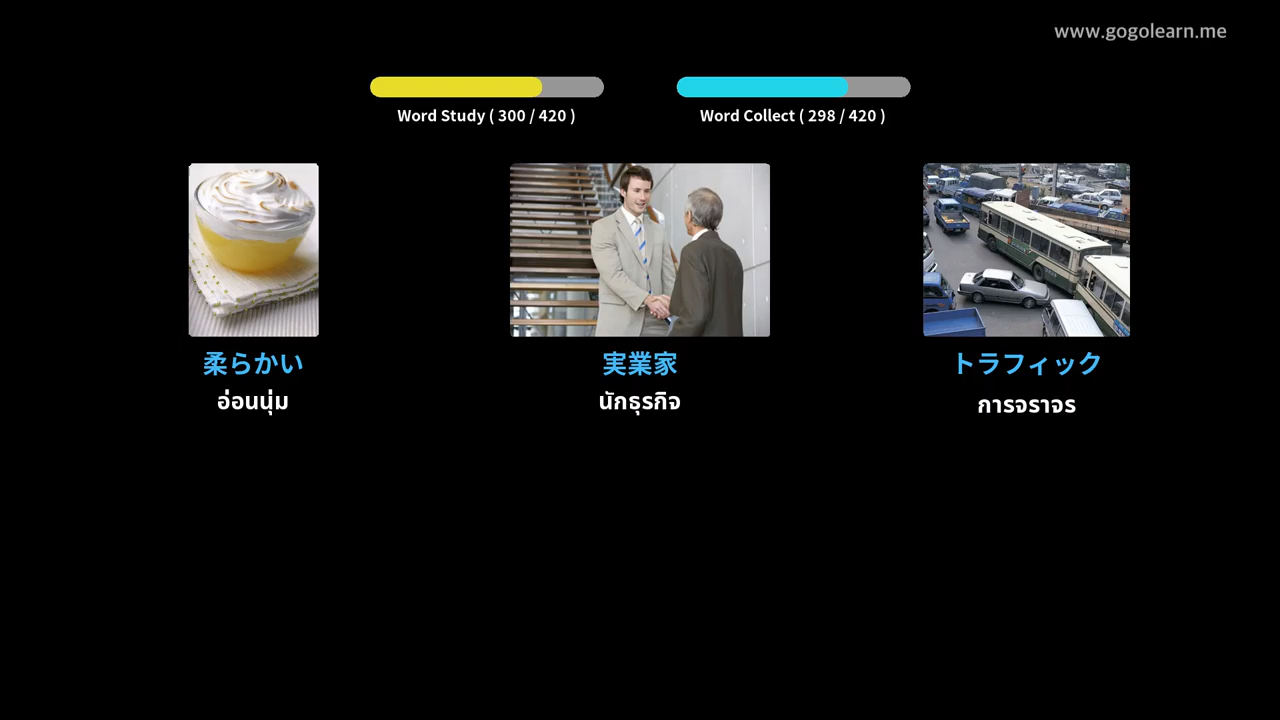 www.gogolearn.me
Word Study ( 300 / 420 )
Word Collect ( 298 / 420 )
柔らかい
อ่อนนุ่ม
実業家
นักธุรกิจ
トラフィック
การจราจร